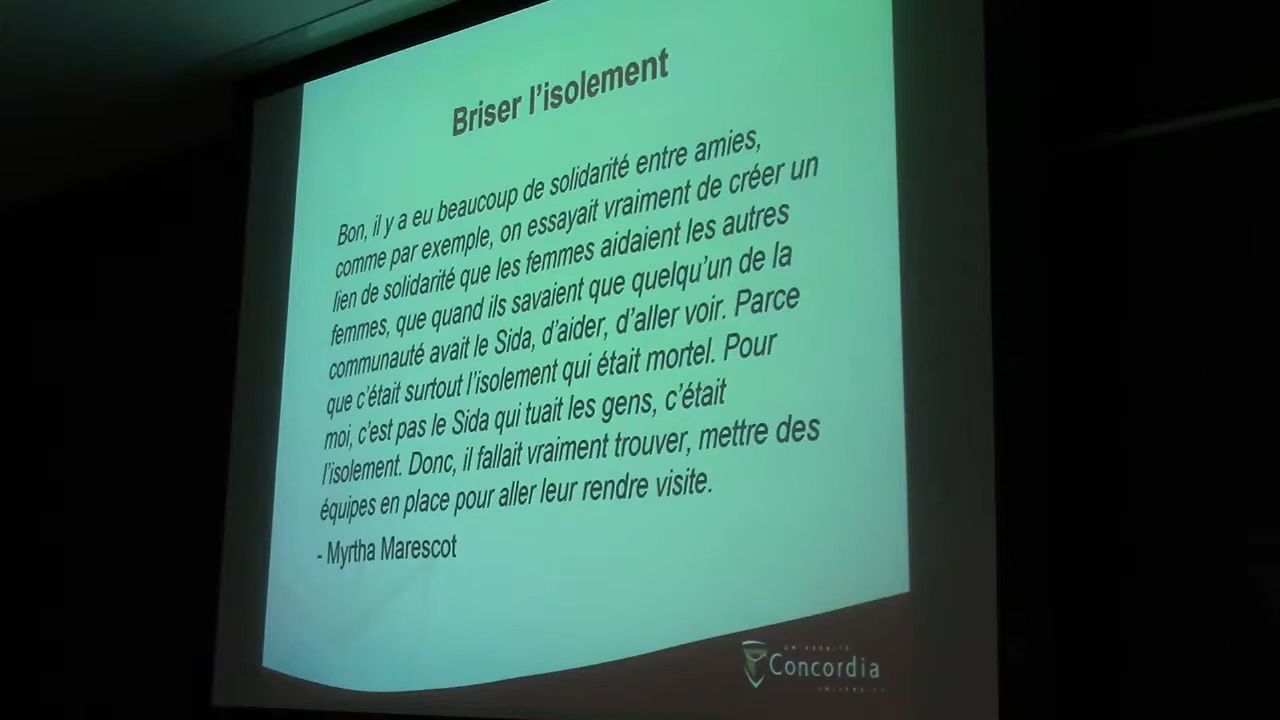 Briser l'isolement
Bon, il y a eu beaucoup de solidarité entre amies,
comme par exemple, on essayait vraiment de créer un
lien de solidarité que les femmes aidaient les autres
femmes, que quand ils savaient que quelqu'un de la
communauté avait le Sida, d'aider, d'aller voir. Parce
que c'était surtout l'isolement qui était mortel. Pour
moi, c'est pas le Sida qui tuait les gens, c'était
l'isolement. Donc, il fallait vraiment trouver, mettre des
équipes en place pour aller leur rendre visite.
- Myrtha Marescot
Concordia